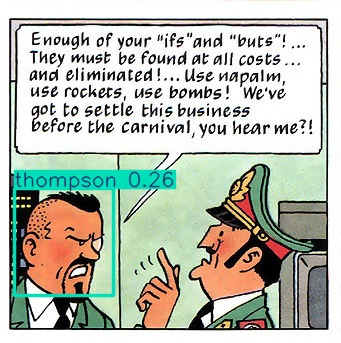 Enough of your "ifs" and "buts"! ...
They must be found at all costs ...
and eliminated! ... Use napalm,
use rockets, use bombs! We've
got to settle this business
before the Carnival, you hear me?!
thompson 0.26